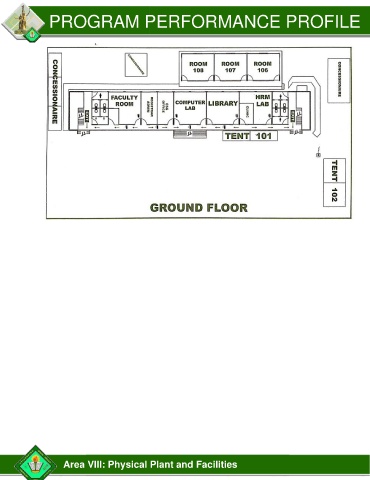 PROGRAM PERFORMANCE PROFILE
CONCESSIONAIRE
ROOM 108
ROOM 107
ROOM 106
CONCESSIONAIRE
FACULTY ROOM
COMPUTER LAB
LIBRARY
CLINIC
HRM LAB
TENT 101
TENT 102
GROUND FLOOR
Area VIII: Physical Plant and Facilities